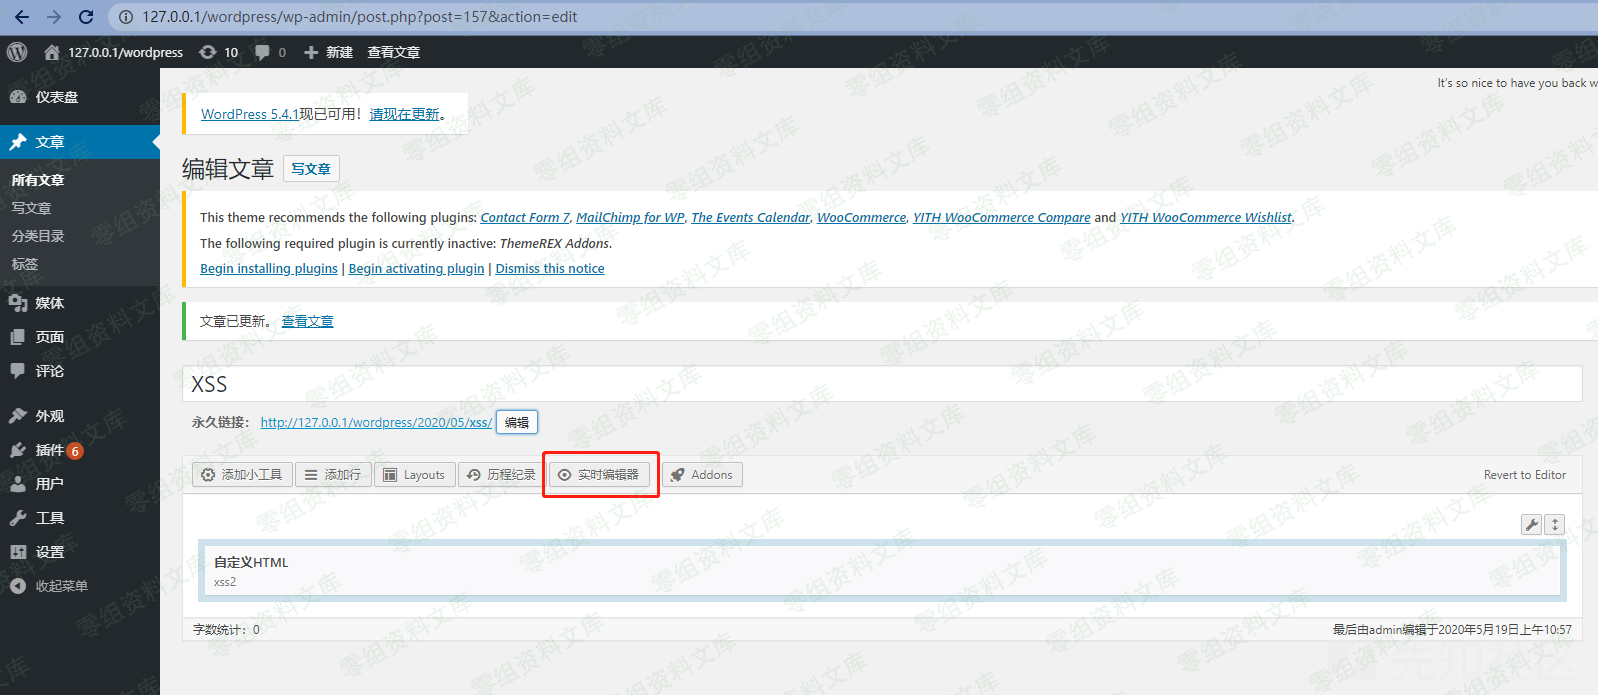 127.0.0.1/wordpress/wp-admin/post.php?post=157&action=edit
127.0.0.1/wordpress 10 0 新建 查看文章
It's so nice to have you back w
仪表盘
文章
所有文章
写文章
分类目录
标签
媒体
页面
评论
外观
插件 6
用户
工具
设置
收起菜单
WordPress 5.4.1现已可用！请现在更新。
编辑文章 写文章
This theme recommends the following plugins: Contact Form 7, MailChimp for WP, The Events Calendar, WooCommerce, YITH WooCommerce Compare and YITH WooCommerce Wishlist.
The following required plugin is currently inactive: ThemeREX Addons.
Begin installing plugins | Begin activating plugin | Dismiss this notice
文章已更新。 查看文章
XSS
永久链接： http://127.0.0.1/wordpress/2020/05/xss/ 编辑
添加小工具 添加行 Layouts 历程纪录 实时编辑器 Addons Revert to Editor
自定义HTML
xss2
字数统计：0 最后由admin编辑于2020年5月19日上午10:57
零组资料文库
先知社区